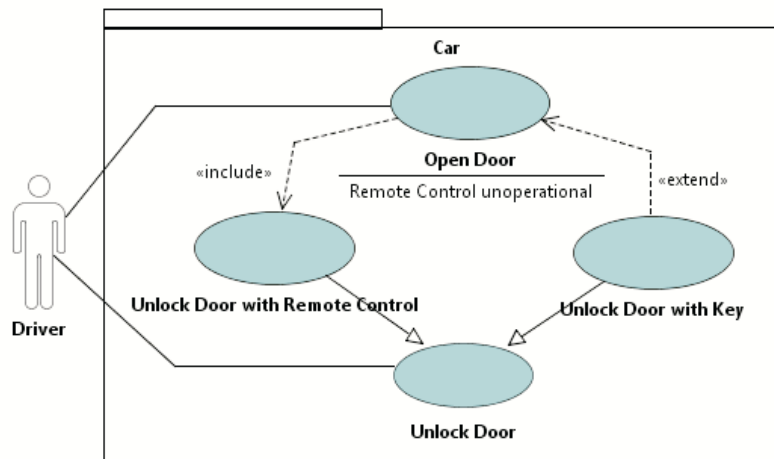 Car
Open Door
«include»
Remote Control unoperational
«extend»
Unlock Door with Remote Control
Unlock Door with Key
Driver
Unlock Door